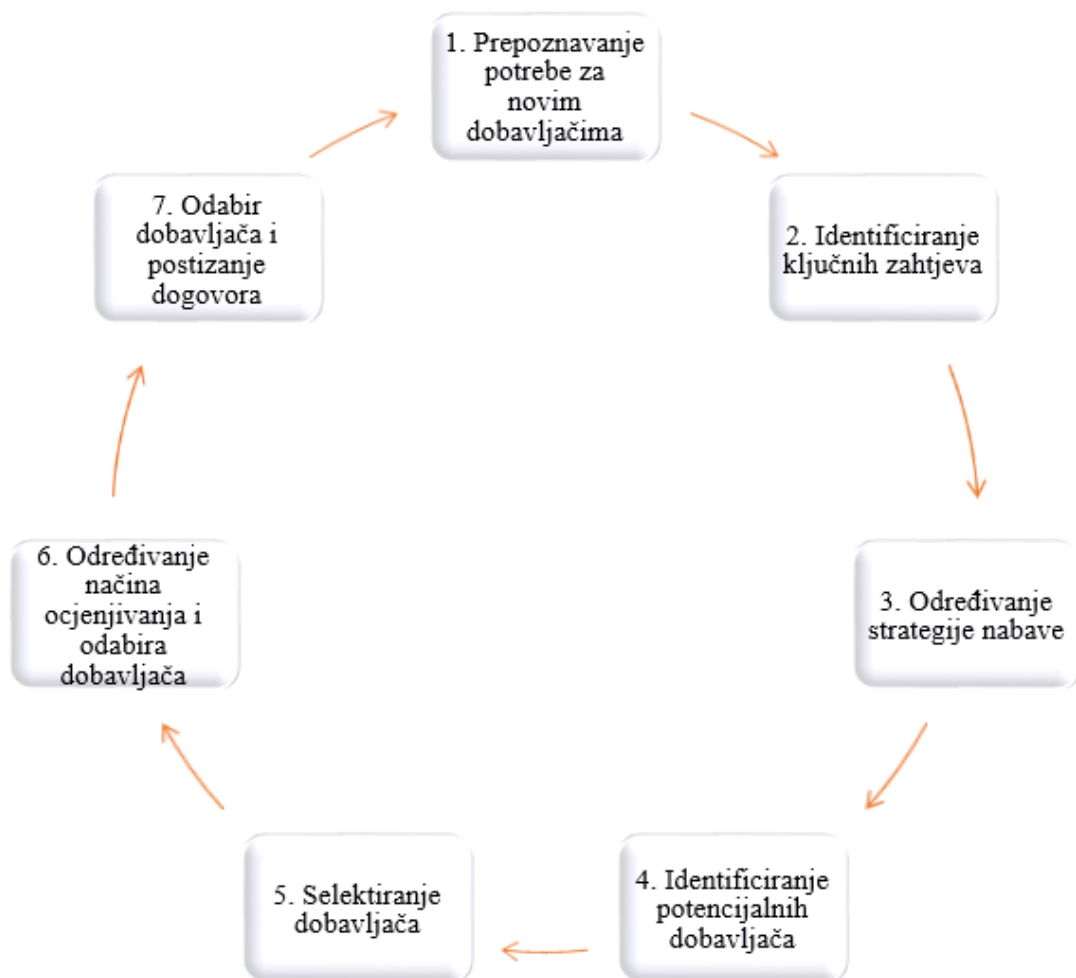 1. Prepoznavanje
potrebe za
novim
dobavljačima
2. Identificiranje
ključnih zahtjeva
3. Određivanje
strategije nabave
4. Identificiranje
potencijalnih
dobavljača
5. Selektiranje
dobavljača
6. Određivanje
načina
ocjenjivanja i
odabira
dobavljača
7. Odabir
dobavljača i
postizanje
dogovora